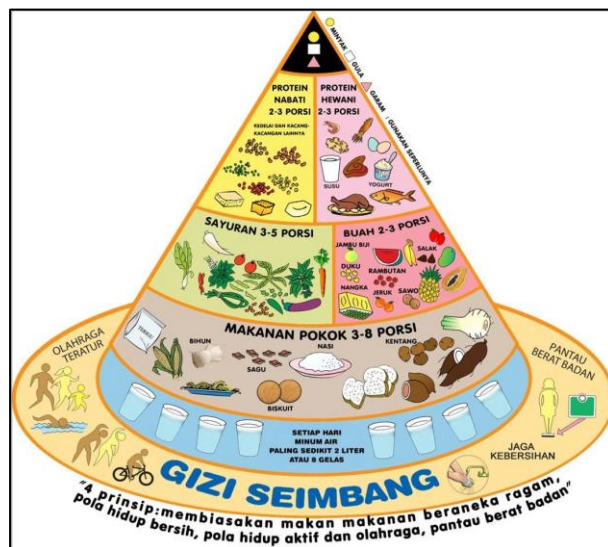 MINYAK
GULA
GARAM
: GUNAKAN SEPERLUNYA
PROTEIN
NABATI
2-3 PORSI
KEDELAI DAN KACANG-
KACANGAN LAINNYA
PROTEIN
HEWANI
2-3 PORSI
SUSU
YOGURT
SAYURAN 3-5 PORSI
BUAH 2-3 PORSI
JAMBU BIJI
SALAK
DUKU
RAMBUTAN
NANGKA
JERUK
SAWO
MAKANAN POKOK 3-8 PORSI
BIHUN
NASI
KENTANG
SAGU
BISKUIT
OLAHRAGA
TERATUR
PANTAU
BERAT BADAN
SETIAP HARI
MINUM AIR
PALING SEDIKIT 2 LITER
ATAU 8 GELAS
JAGA
KEBERSIHAN
GIZI SEIMBANG
"4 prinsip:membiasakan makan makanan beraneka ragam,
pola hidup bersih, pola hidup aktif dan olahraga, pantau berat badan"